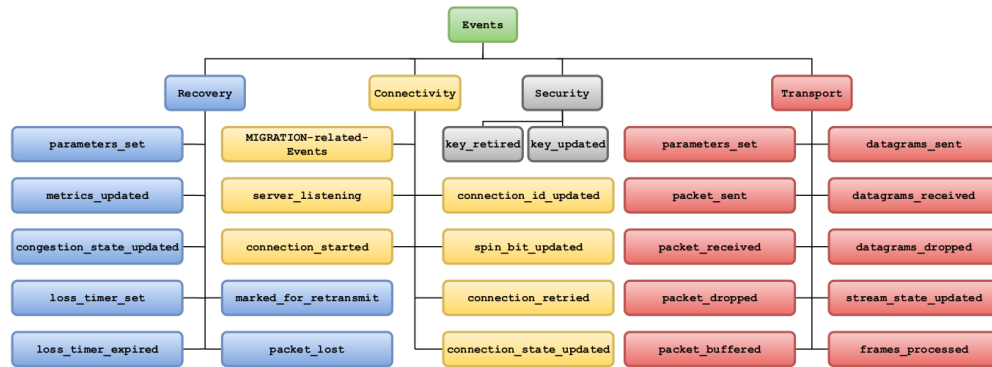 Events
Recovery
Connectivity
Security
Transport
parameters_set
MIGRATION-related-
Events
key_retired
key_updated
parameters_set
datagrams_sent
metrics_updated
server_listening
connection_id_updated
packet_sent
datagrams_received
congestion_state_updated
connection_started
spin_bit_updated
packet_received
datagrams_dropped
loss_timer_set
marked_for_retransmit
connection_retried
packet_dropped
stream_state_updated
loss_timer_expired
packet_lost
connection_state_updated
packet_buffered
frames_processed